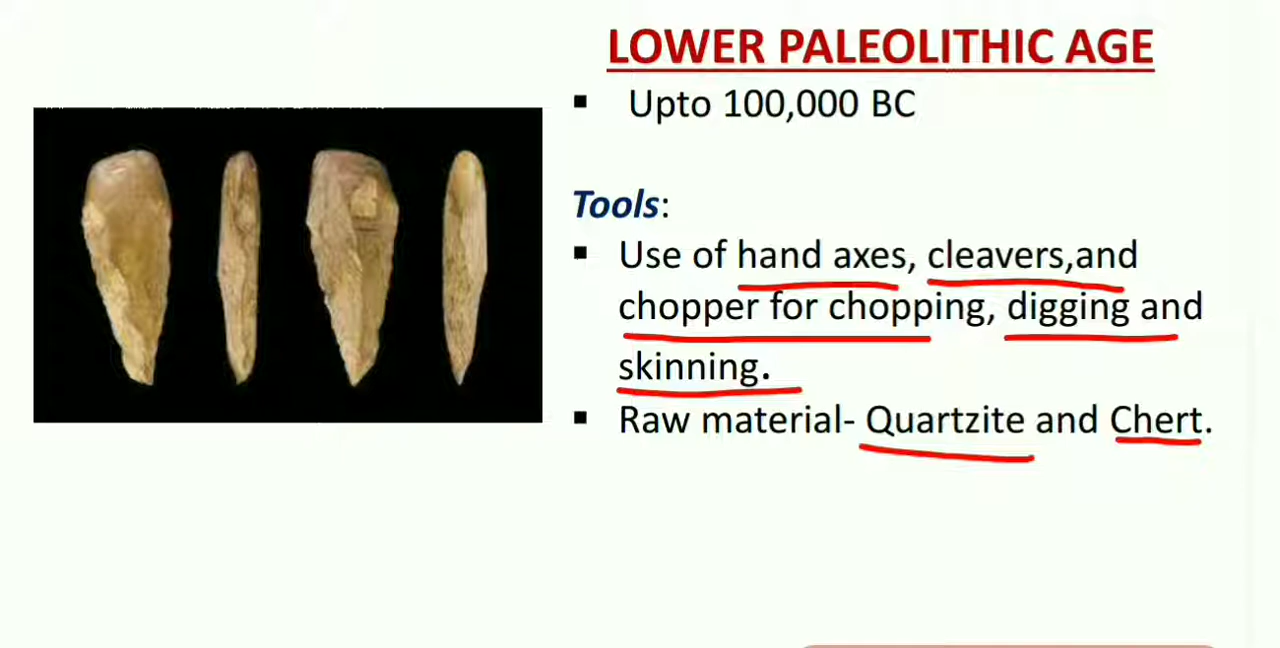 LOWER PALEOLITHIC AGE
▪ Upto 100,000 BC
Tools:
▪ Use of hand axes, cleavers,and
chopper for chopping, digging and
skinning.
▪ Raw material- Quartzite and Chert.